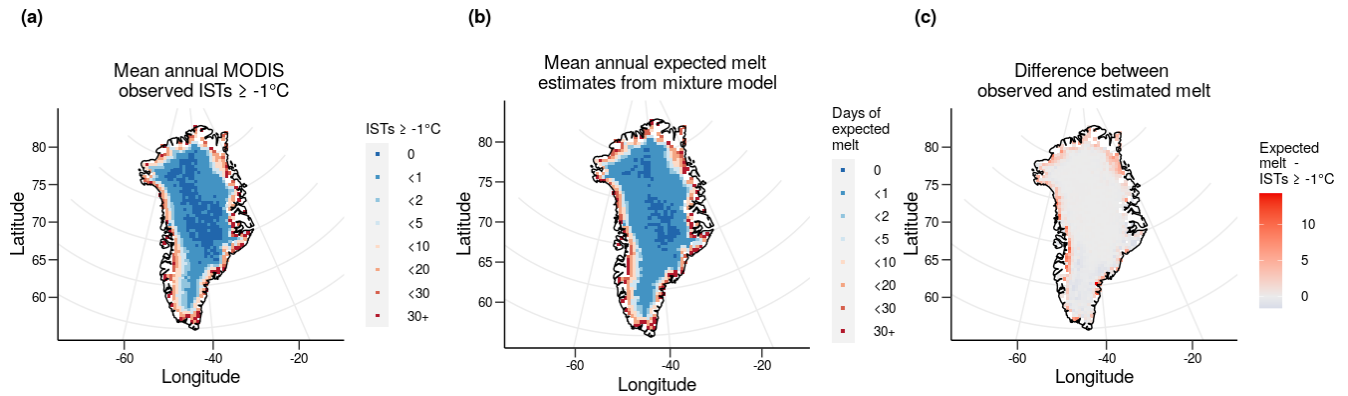 (a)
Mean annual MODIS
observed ISTs ≥ -1°C
Latitude
80
75
70
65
60
-60
-40
-20
Longitude
ISTs ≥ -1°C
0
<1
<2
<5
<10
<20
<30
30+
(b)
Mean annual expected melt
estimates from mixture model
Latitude
80
75
70
65
60
-60
-40
-20
Longitude
Days of
expected
melt
0
<1
<2
<5
<10
<20
<30
30+
(c)
Difference between
observed and estimated melt
Latitude
80
75
70
65
60
-60
-40
-20
Longitude
Expected
melt -
ISTs ≥ -1°C
10
5
0